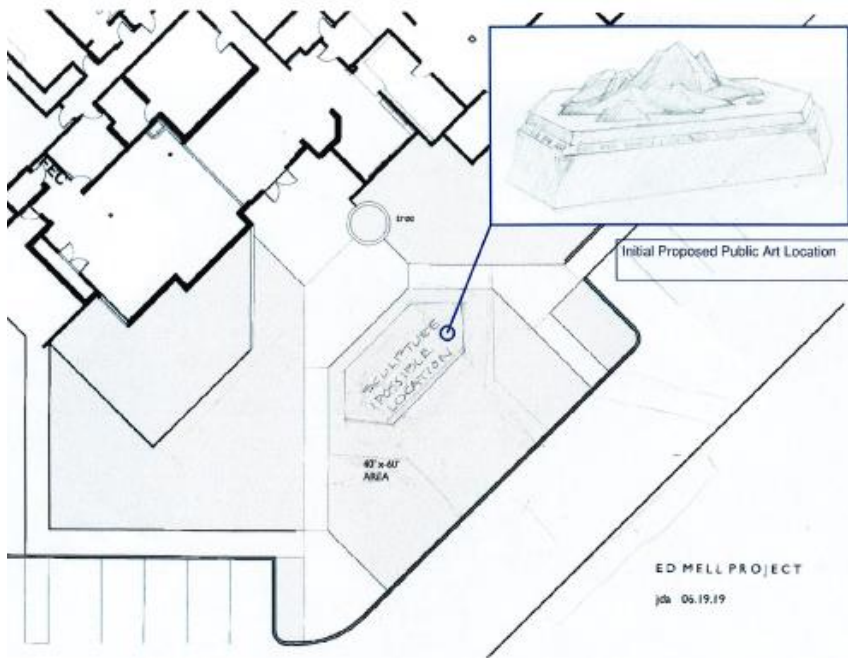 FEC
tree
Initial Proposed Public Art Location
SCULPTURE
POSSIBLE
LOCATION
40' x 60'
AREA
ED MELL PROJECT
jda 06.19.19